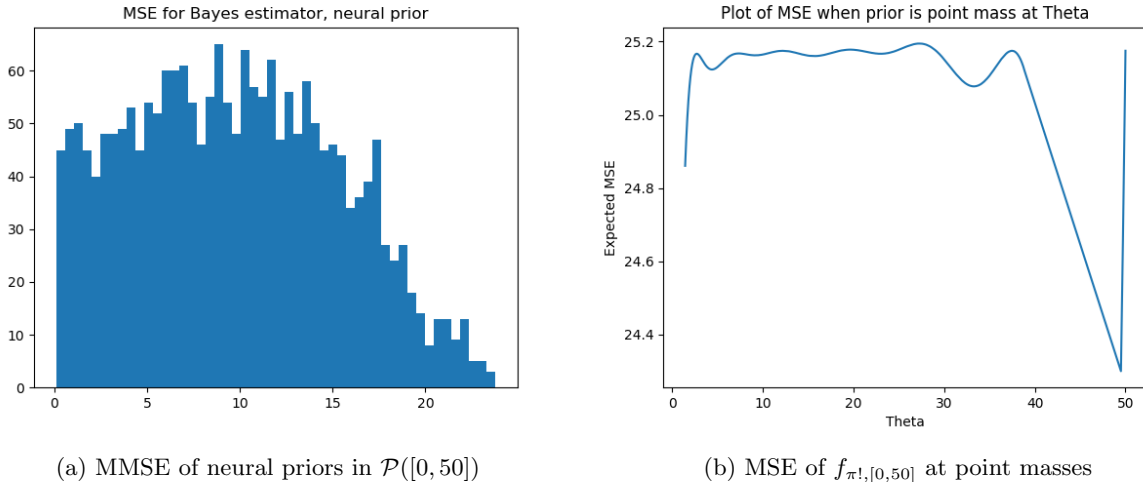 MSE for Bayes estimator, neural prior
60
50
40
30
20
10
0
0 5 10 15 20
(a) MMSE of neural priors in 𝒫([0, 50])
Plot of MSE when prior is point mass at Theta
Expected MSE
25.2
25.0
24.8
24.6
24.4
0 10 20 30 40 50
Theta
(b) MSE of f_{π!,[0,50]} at point masses